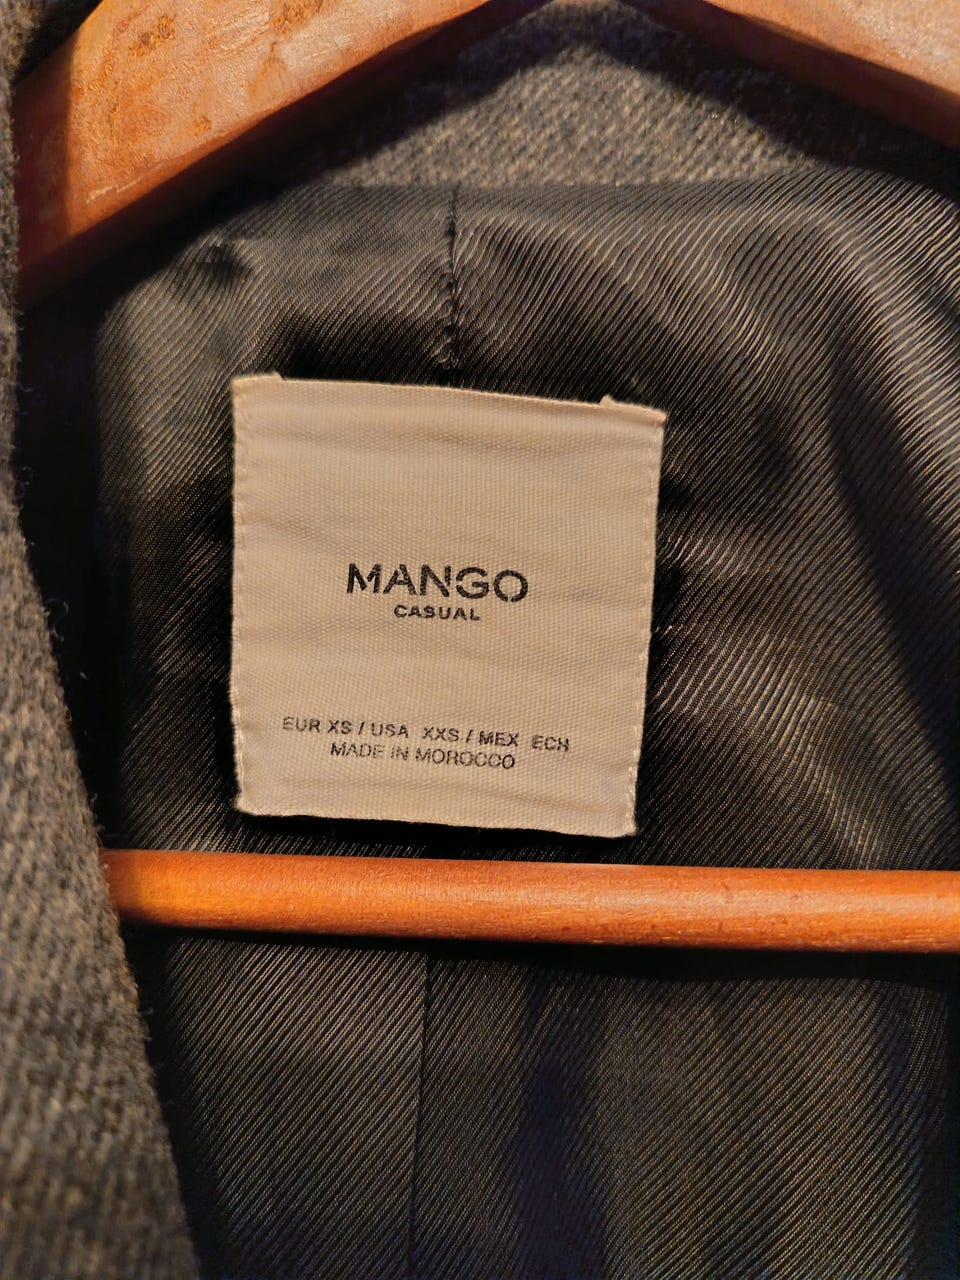 MANGO
CASUAL
EUR XS / USA XXS / MEX ECH
MADE IN MOROCCO